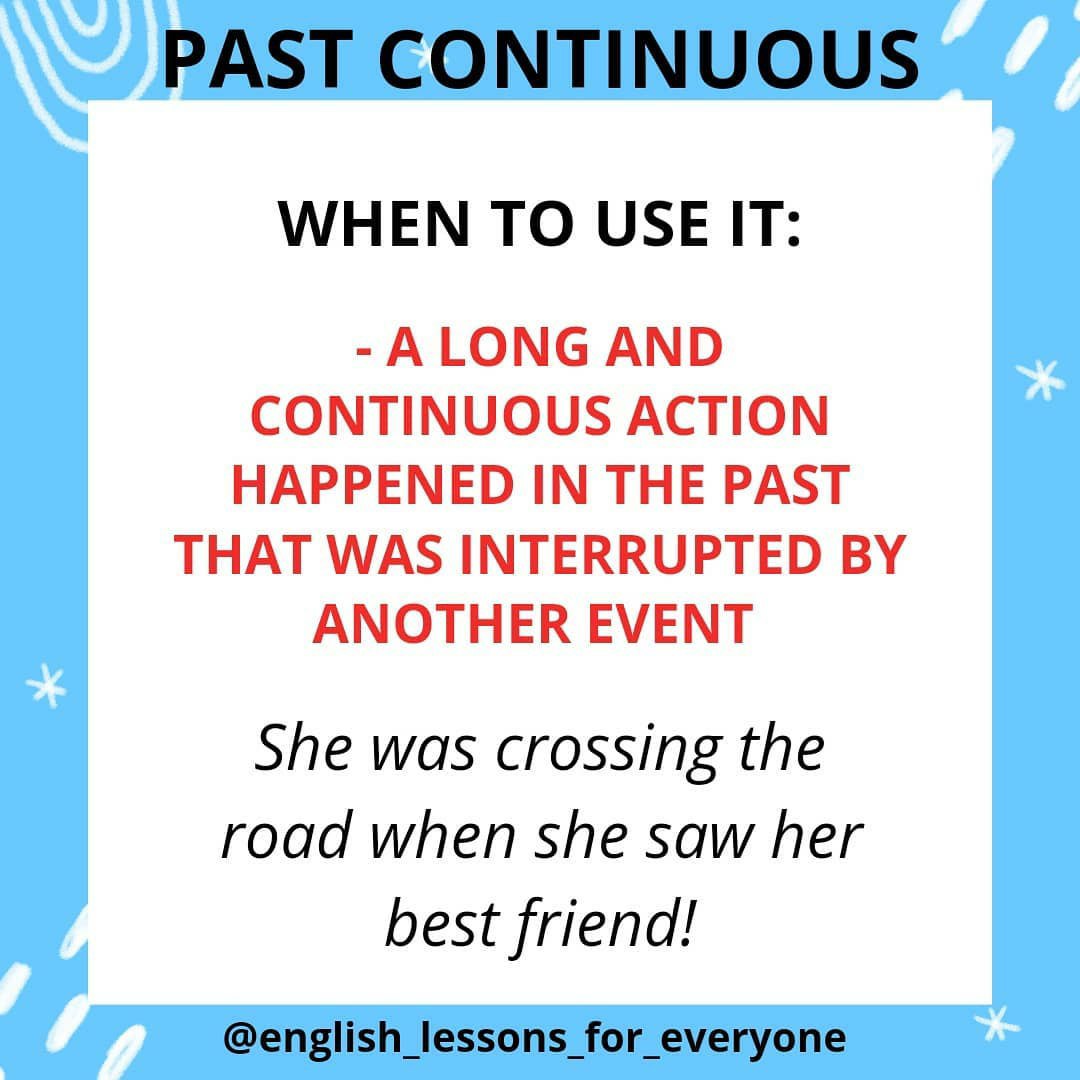 PAST CONTINUOUS
WHEN TO USE IT:
- A LONG AND
CONTINUOUS ACTION
HAPPENED IN THE PAST
THAT WAS INTERRUPTED BY
ANOTHER EVENT
She was crossing the
road when she saw her
best friend!
@english_lessons_for_everyone